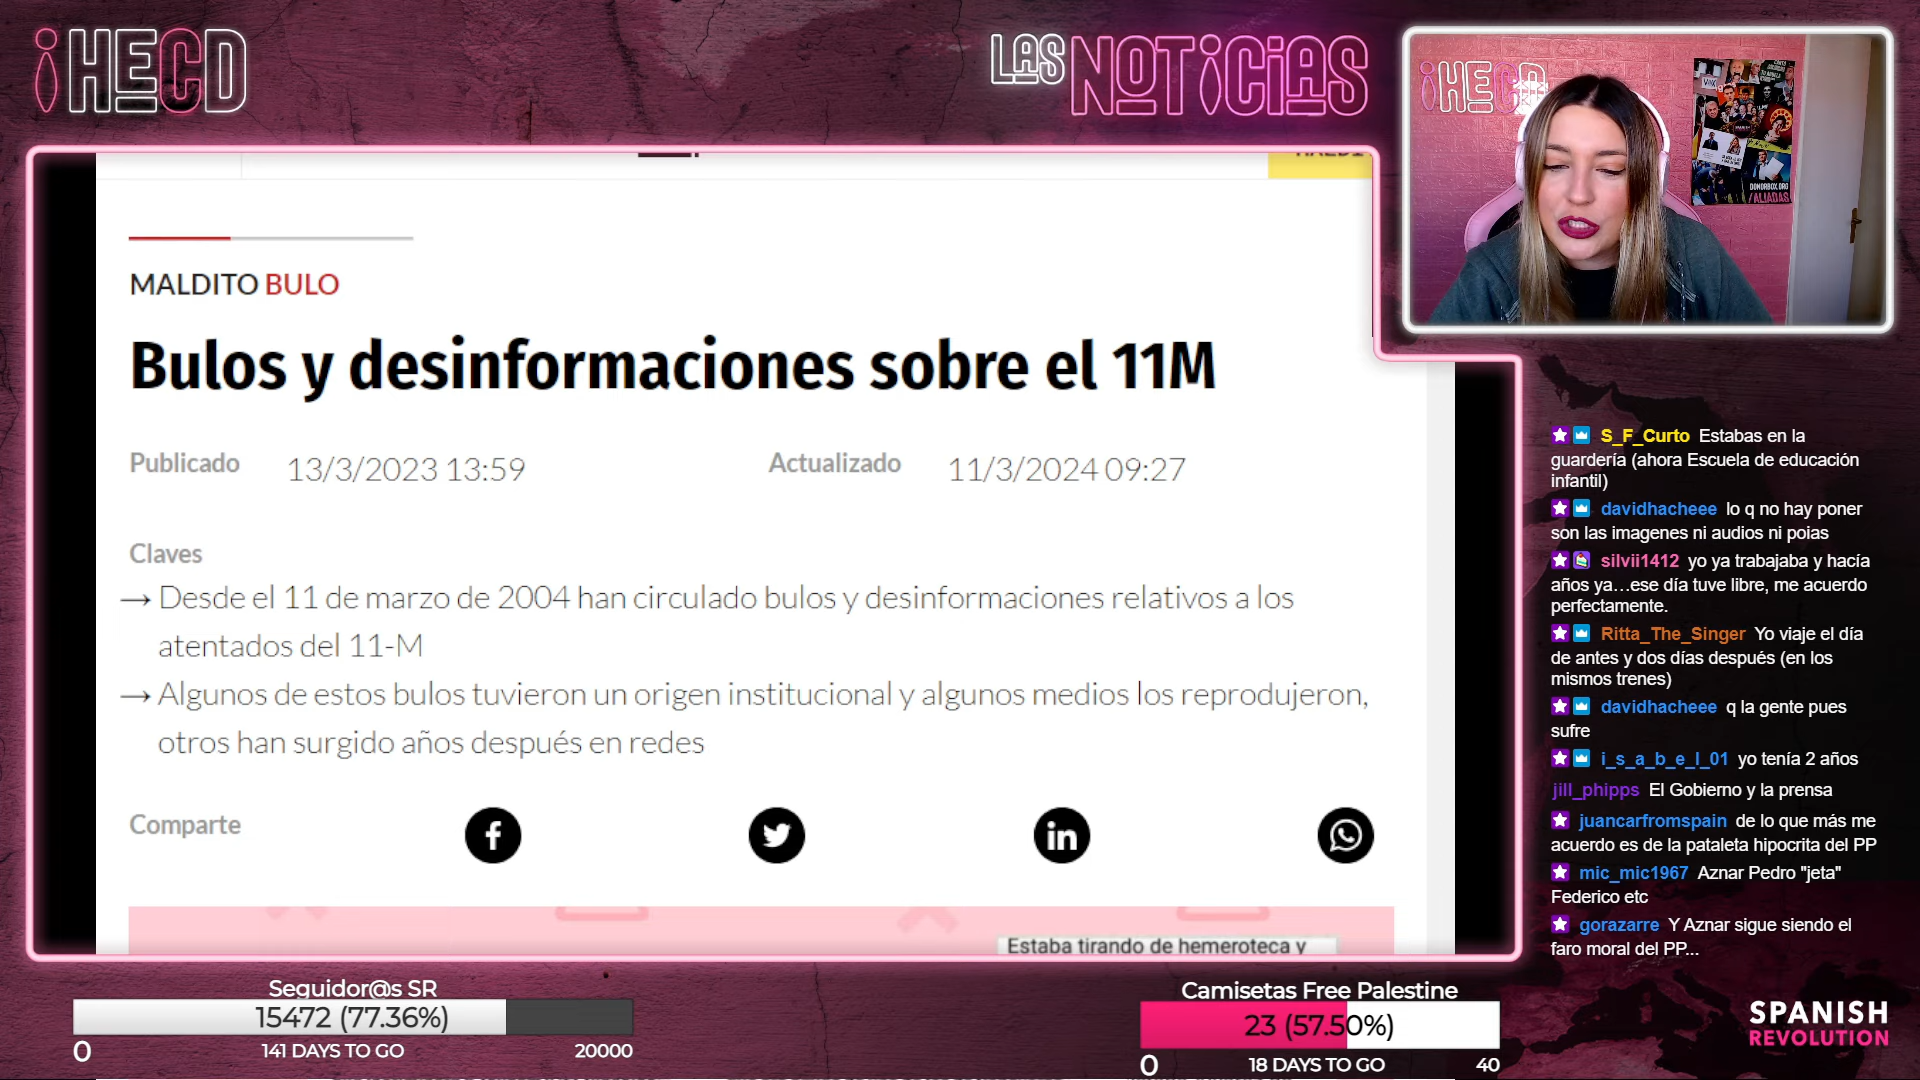 ¡HECD
LAS NOTICIAS
¡HECD
DONORBOX.ORG
/ALIADAS
MALDITO BULO
Bulos y desinformaciones sobre el 11M
Publicado 13/3/2023 13:59 Actualizado 11/3/2024 09:27
Claves
→ Desde el 11 de marzo de 2004 han circulado bulos y desinformaciones relativos a los
atentados del 11-M
→ Algunos de estos bulos tuvieron un origen institucional y algunos medios los reprodujeron,
otros han surgido años después en redes
Comparte
Estaba tirando de hemeroteca y
S_F_Curto Estabas en la
guardería (ahora Escuela de educación
infantil)
davidhacheee lo q no hay poner
son las imagenes ni audios ni poias
silvii1412 yo ya trabajaba y hacía
años ya...ese día tuve libre, me acuerdo
perfectamente.
Ritta_The_Singer Yo viaje el día
de antes y dos días después (en los
mismos trenes)
davidhacheee q la gente pues
sufre
i_s_a_b_e_l_01 yo tenía 2 años
jill_phipps El Gobierno y la prensa
juancarfromspain de lo que más me
acuerdo es de la pataleta hipocrita del PP
mic_mic1967 Aznar Pedro "jeta"
Federico etc
gorazarre Y Aznar sigue siendo el
faro moral del PP...
Seguidor@s SR
15472 (77.36%)
0 141 DAYS TO GO 20000
Camisetas Free Palestine
23 (57.50%)
0 18 DAYS TO GO 40
SPANISH
REVOLUTION